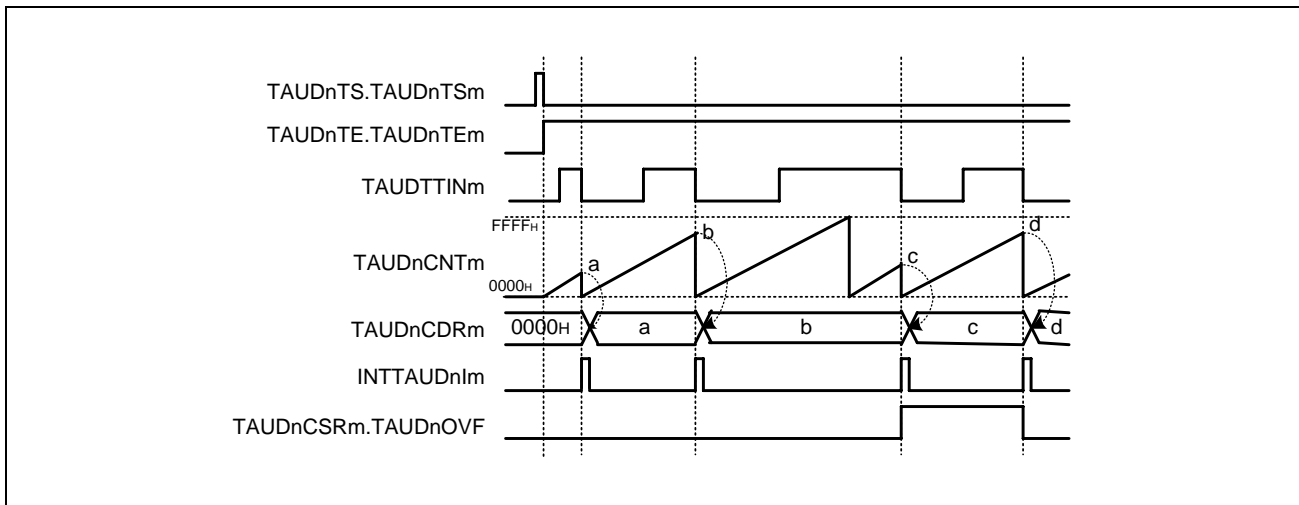 TAUDnTS.TAUDnTSm
TAUDnTE.TAUDnTEm
TAUDTTINm
FFFFH
TAUDnCNTm
a
b
c
d
0000H
TAUDnCDRm
0000H
a
b
c
d
INTTAUDnIm
TAUDnCSRm.TAUDnOVF